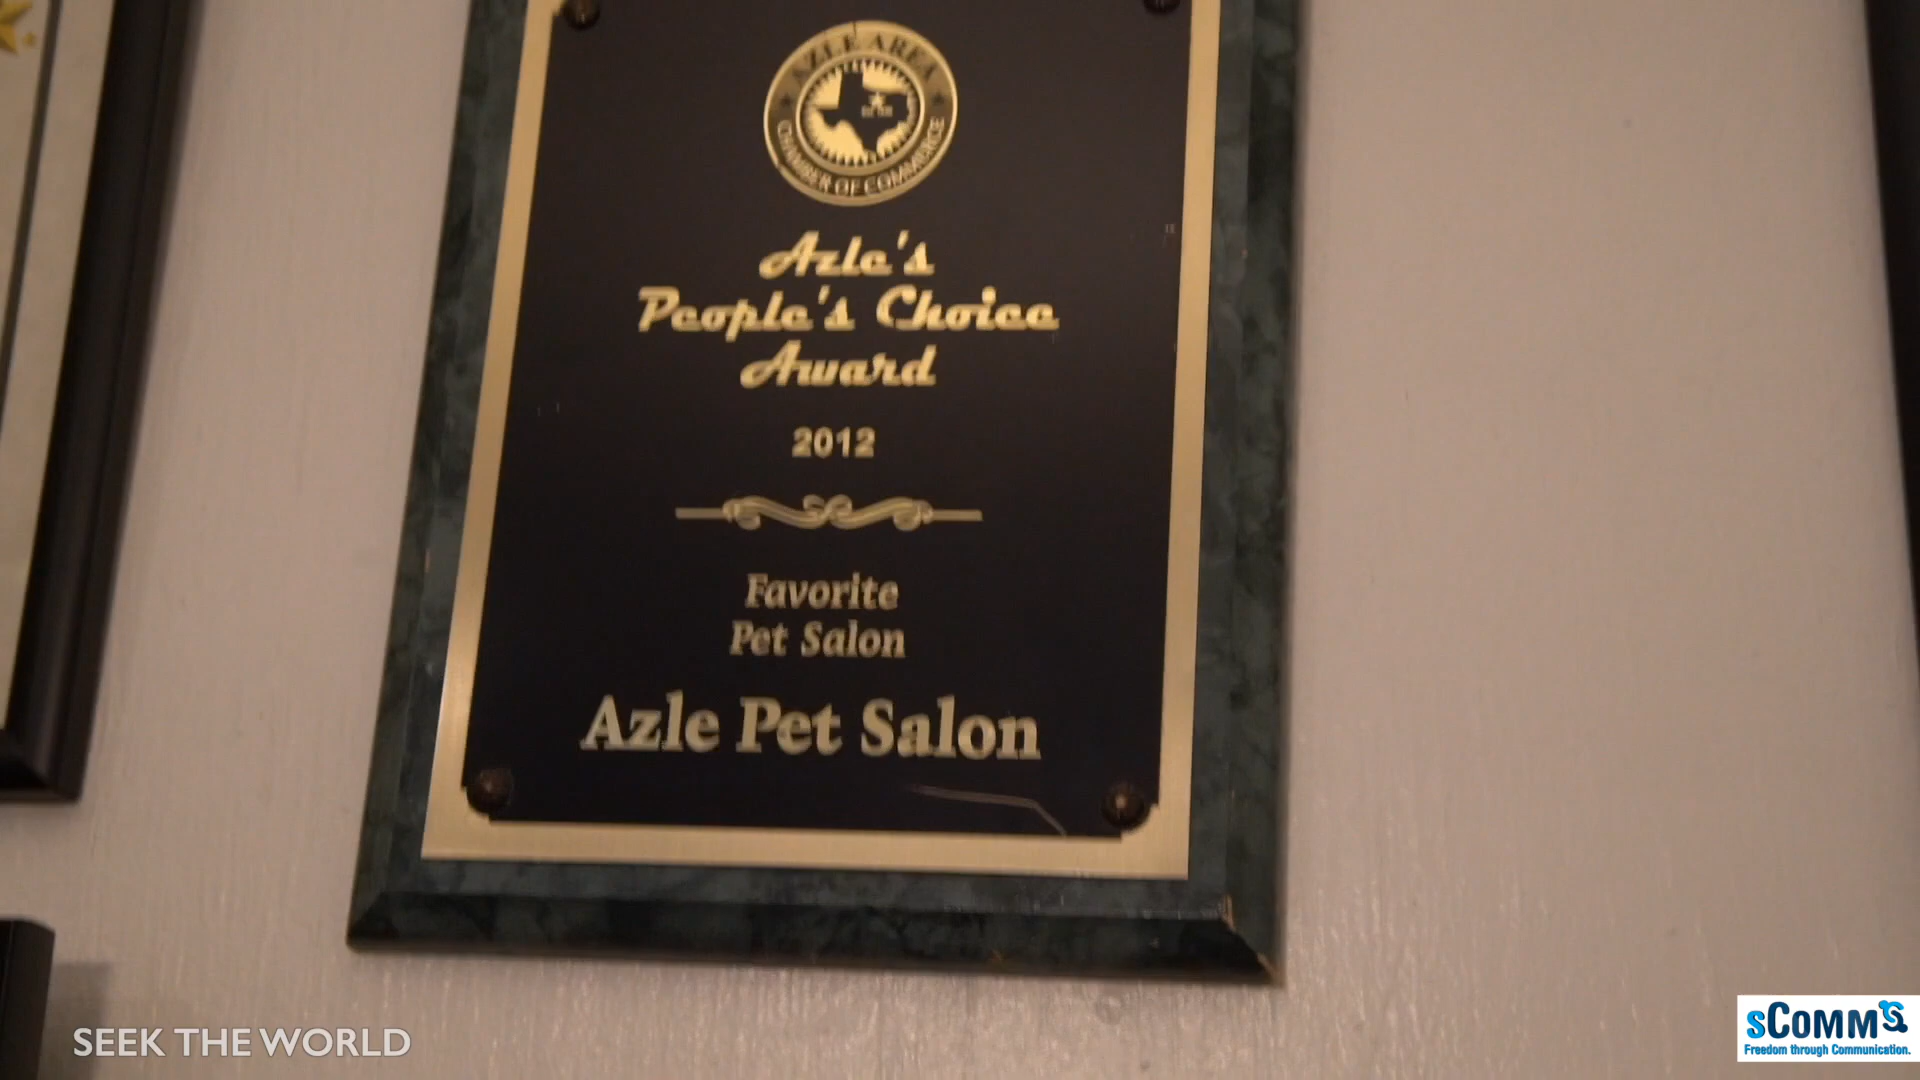 AZLE AREA
CHAMBER OF COMMERCE
Azle's
People's Choice
Award
2012
Favorite
Pet Salon
Azle Pet Salon
SEEK THE WORLD
sComm
Freedom through Communication.